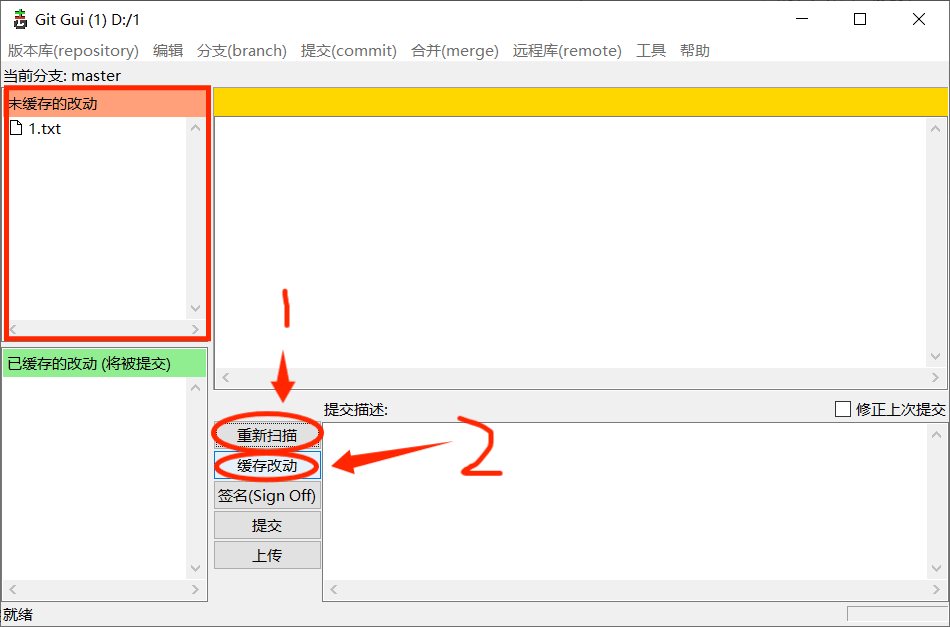 Git Gui (1) D:/1
版本库(repository) 编辑 分支(branch) 提交(commit) 合并(merge) 远程库(remote) 工具 帮助
当前分支: master
未缓存的改动
1.txt
1
已缓存的改动 (将被提交)
提交描述:
修正上次提交
重新扫描
缓存改动
2
签名(Sign Off)
提交
上传
就绪